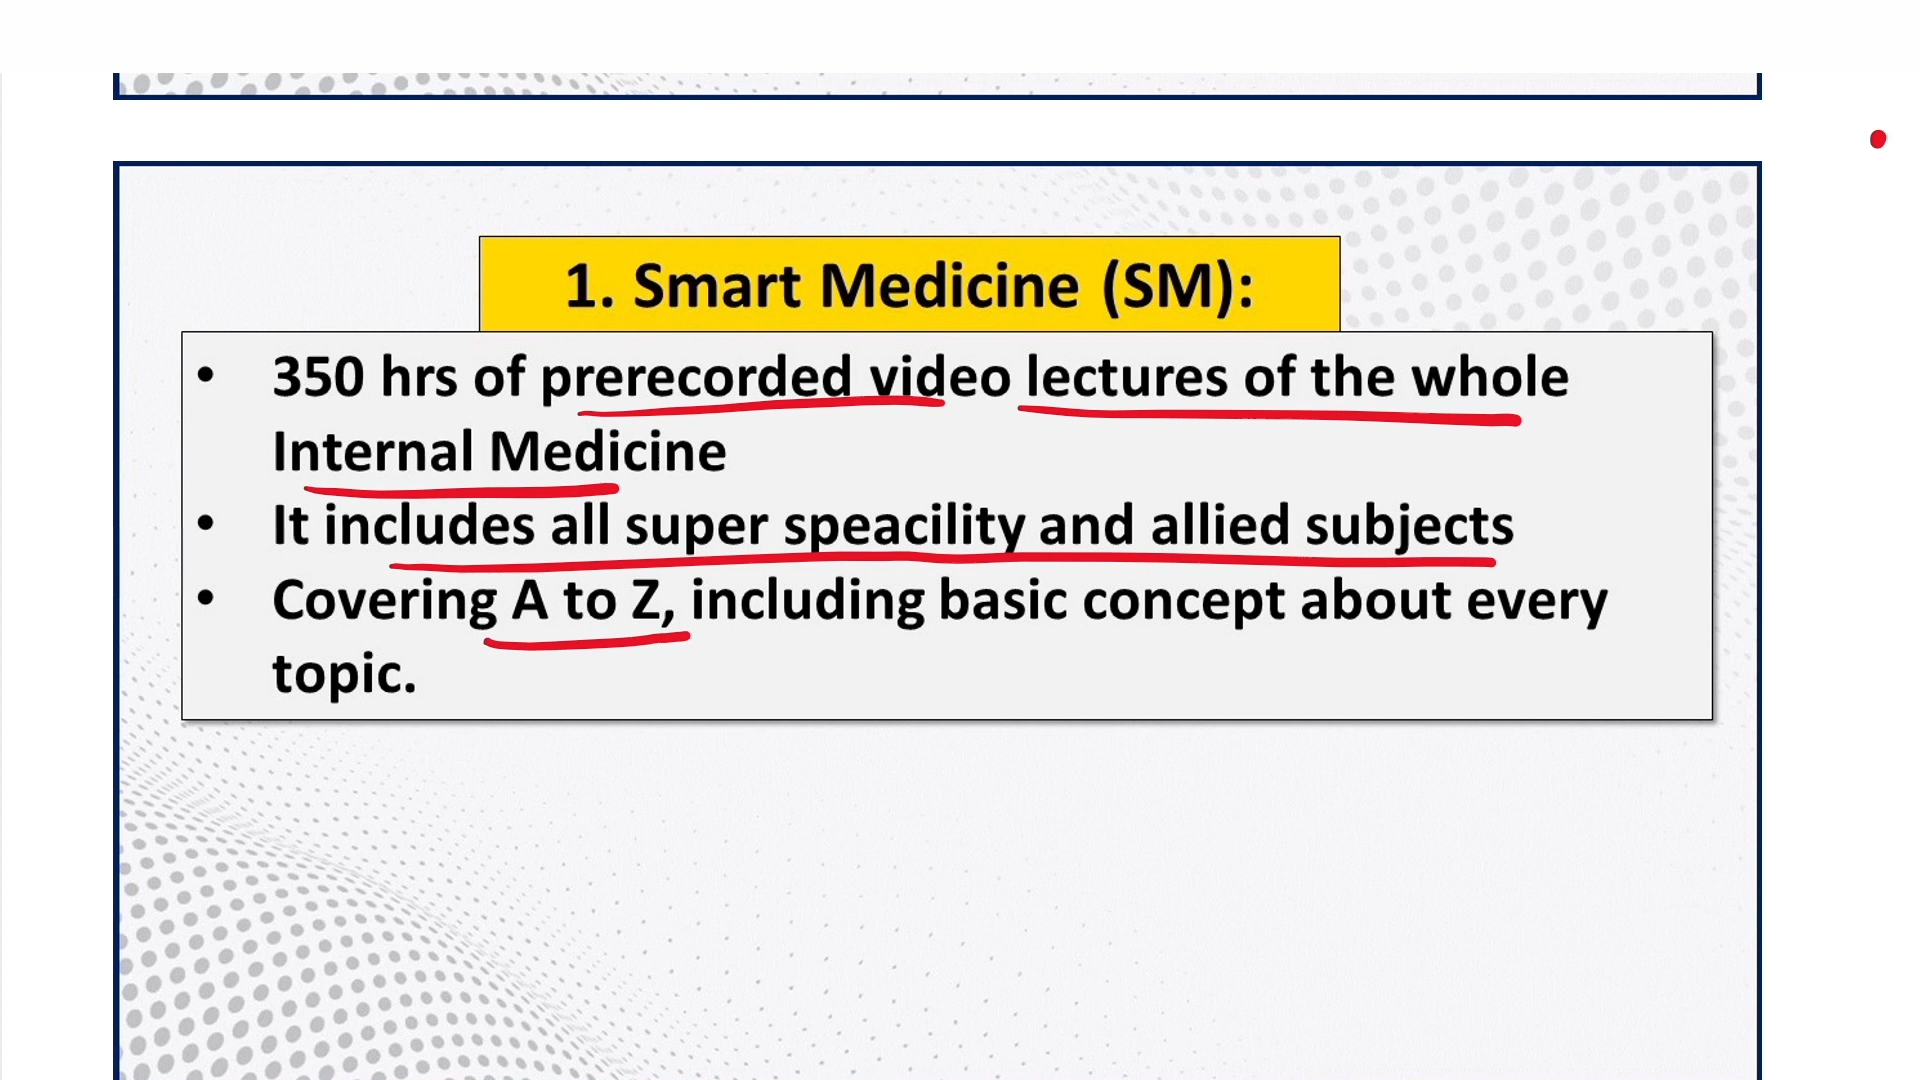 1. Smart Medicine (SM):
• 350 hrs of prerecorded video lectures of the whole
Internal Medicine
• It includes all super speacility and allied subjects
• Covering A to Z, including basic concept about every
topic.